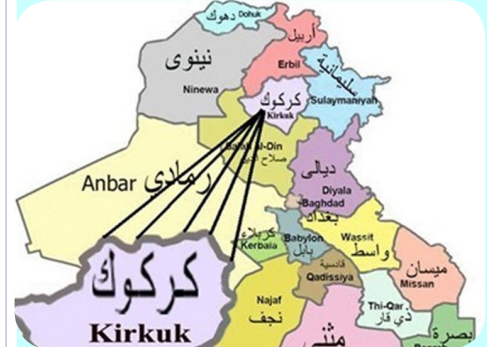 دهوك Dohuk
أربيل
Erbil
نينوى
Ninewa
سليمانية
Sulaymaniyah
كركوك
Kirkuk
Salah al-Din
صلاح الدين
Anbar رمادي
ديالى
Diyala
Baghdad
بغداد
كربلاء
Kerbala
Babylon
بابل
Wassit
واسط
قادسية
Qadissiya
ميسان
Missan
كركوك
Kirkuk
Najaf
نجف
Thi-Qar
ذي قار
مثنى
بصرة